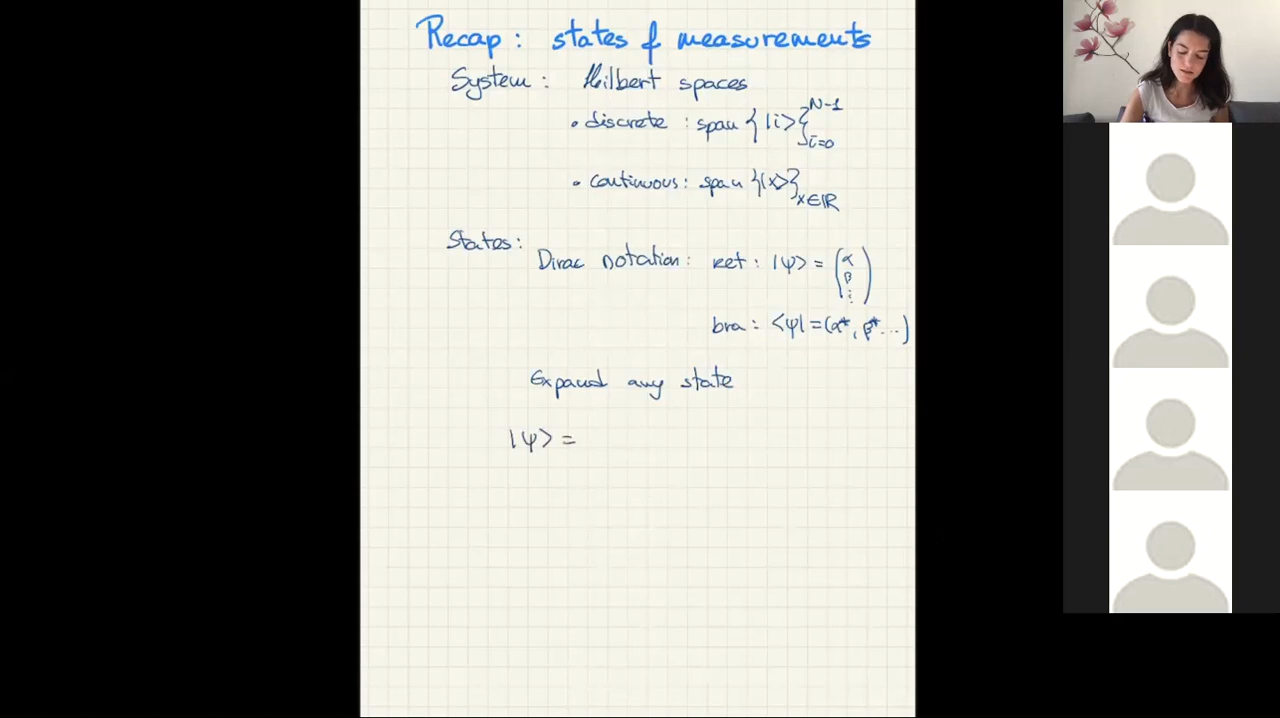 Recap: states & measurements
System: Hilbert spaces
• discrete: span {|i>}_{i=0}^{N-1}
• continuous: span {|x>}_{x∈ℝ}
States:
Dirac notation: ket: |ψ> = (α β ⋮)
bra: <ψ| = (α*, β* ...)
Expand any state
|ψ> =